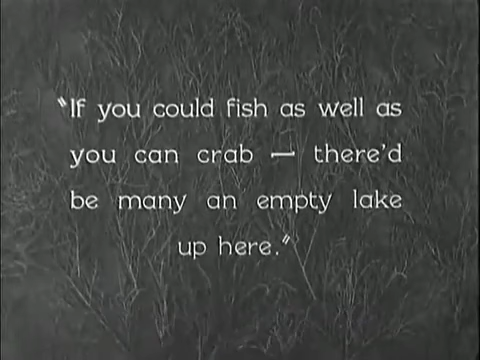 "If you could fish as well as
you can crab — there'd
be many an empty lake
up here."